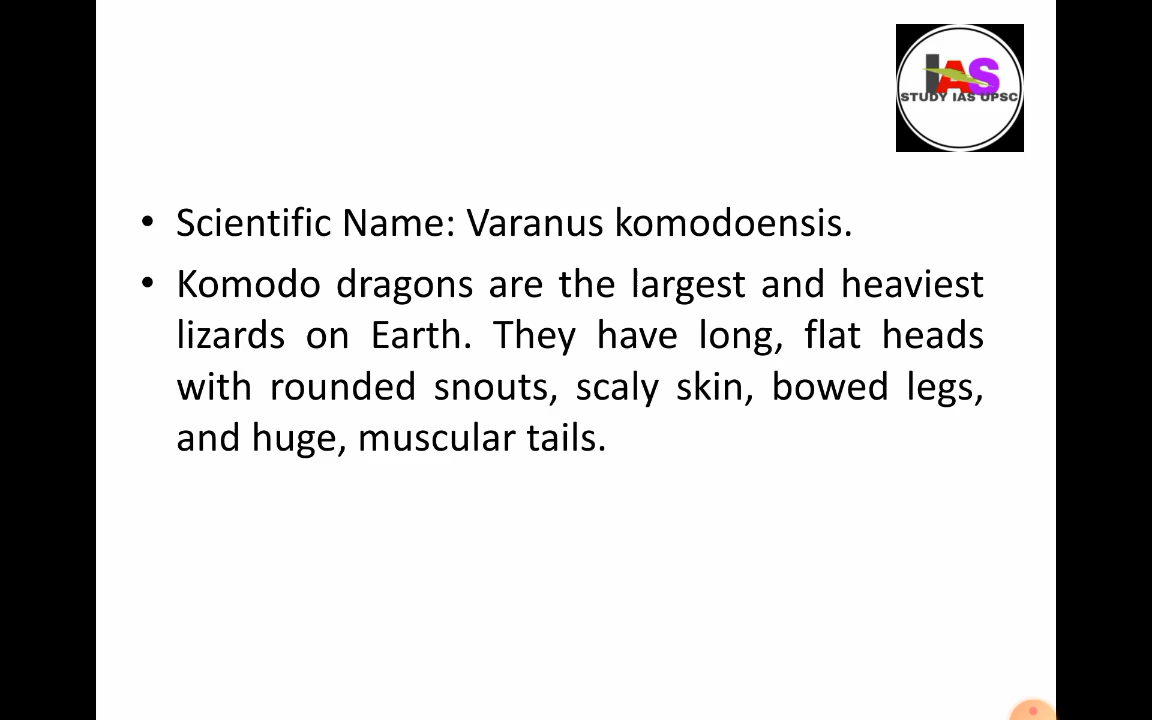 IAS
STUDY IAS UPSC
• Scientific Name: Varanus komodoensis.
• Komodo dragons are the largest and heaviest
lizards on Earth. They have long, flat heads
with rounded snouts, scaly skin, bowed legs,
and huge, muscular tails.